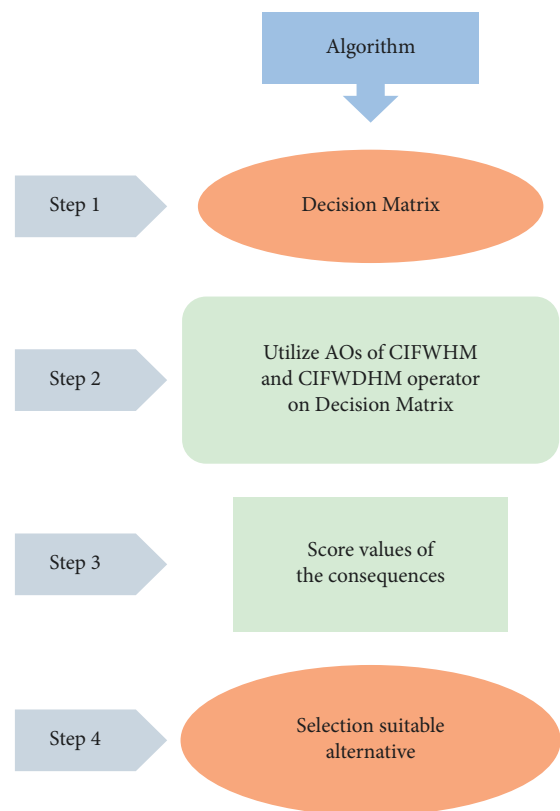 Algorithm
Step 1
Decision Matrix
Step 2
Utilize AOs of CIFWHM
and CIFWDHM operator
on Decision Matrix
Step 3
Score values of
the consequences
Step 4
Selection suitable
alternative